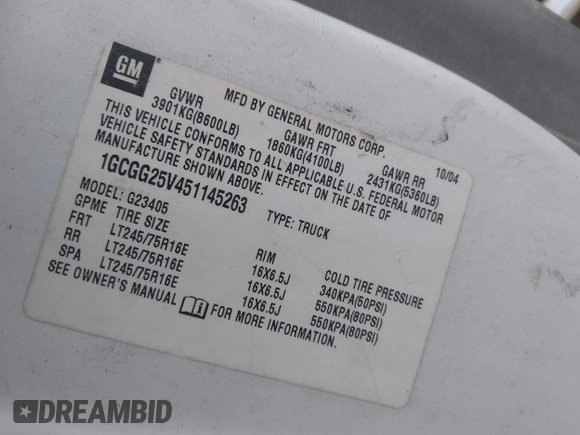 GM
MFD BY GENERAL MOTORS CORP. 10/04
GVWR GAWR FRT GAWR RR
3901KG(8600LB) 1860KG(4100LB) 2431KG(5360LB)
THIS VEHICLE CONFORMS TO ALL APPLICABLE U.S. FEDERAL MOTOR
VEHICLE SAFETY STANDARDS IN EFFECT ON THE DATE OF
MANUFACTURE SHOWN ABOVE.
1GCGG25V451145263 TYPE: TRUCK
MODEL: G23405
GPME TIRE SIZE RIM COLD TIRE PRESSURE
FRT LT245/75R16E 16X6.5J 340KPA(50PSI)
RR LT245/75R16E 16X6.5J 550KPA(80PSI)
SPA LT245/75R16E 16X6.5J 550KPA(80PSI)
SEE OWNER'S MANUAL FOR MORE INFORMATION.
DREAMBID